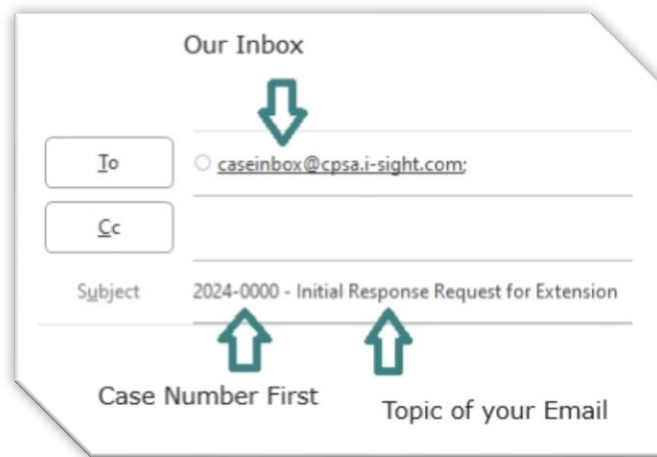 Our Inbox
To
caseinbox@cpsa.i-sight.com;
Cc
Subject
2024-0000 - Initial Response Request for Extension
Case Number First
Topic of your Email